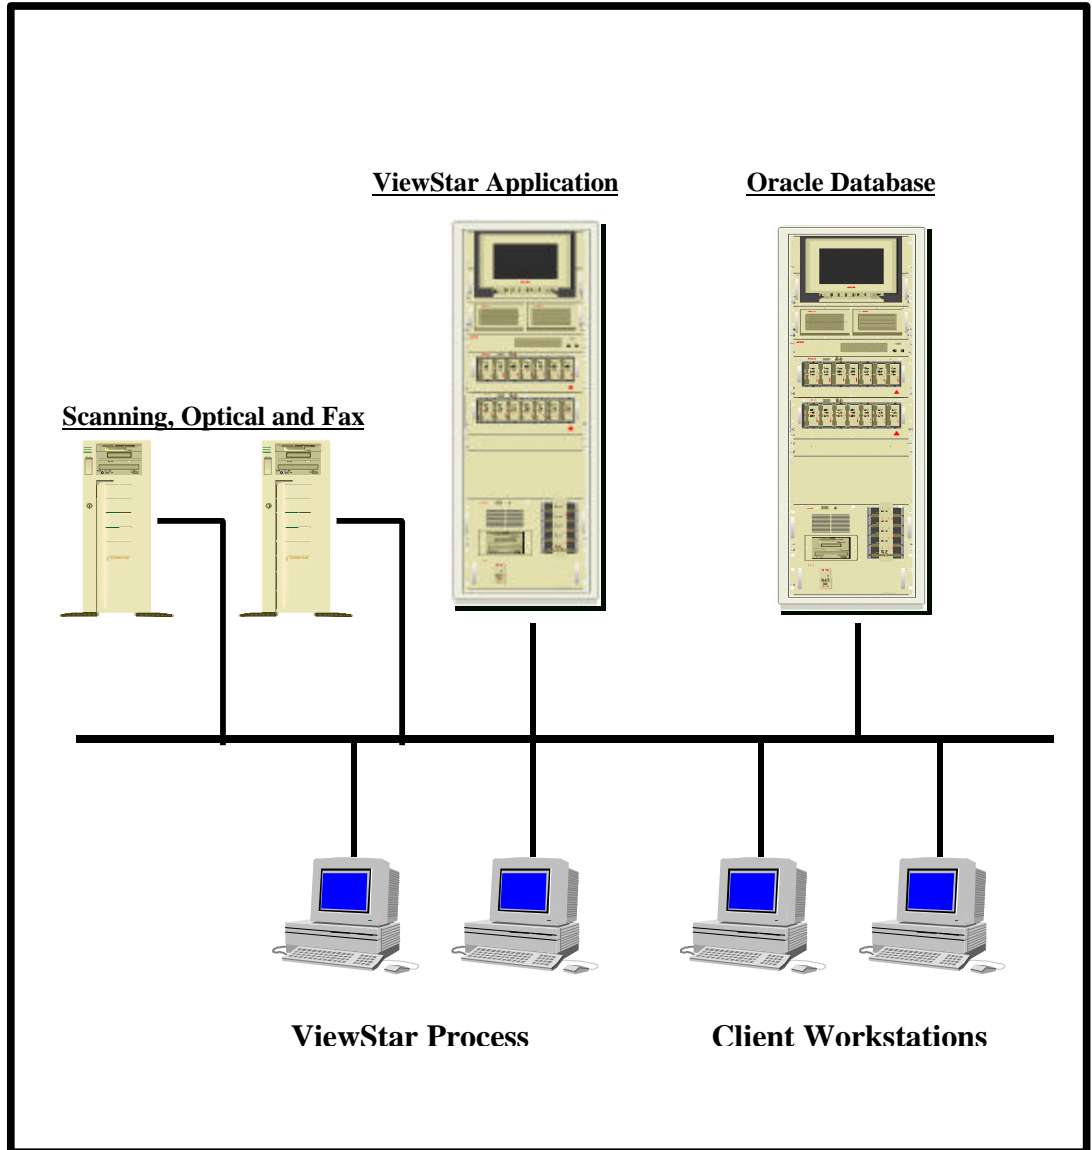 ViewStar Application
Oracle Database
Scanning, Optical and Fax
ViewStar Process
Client Workstations